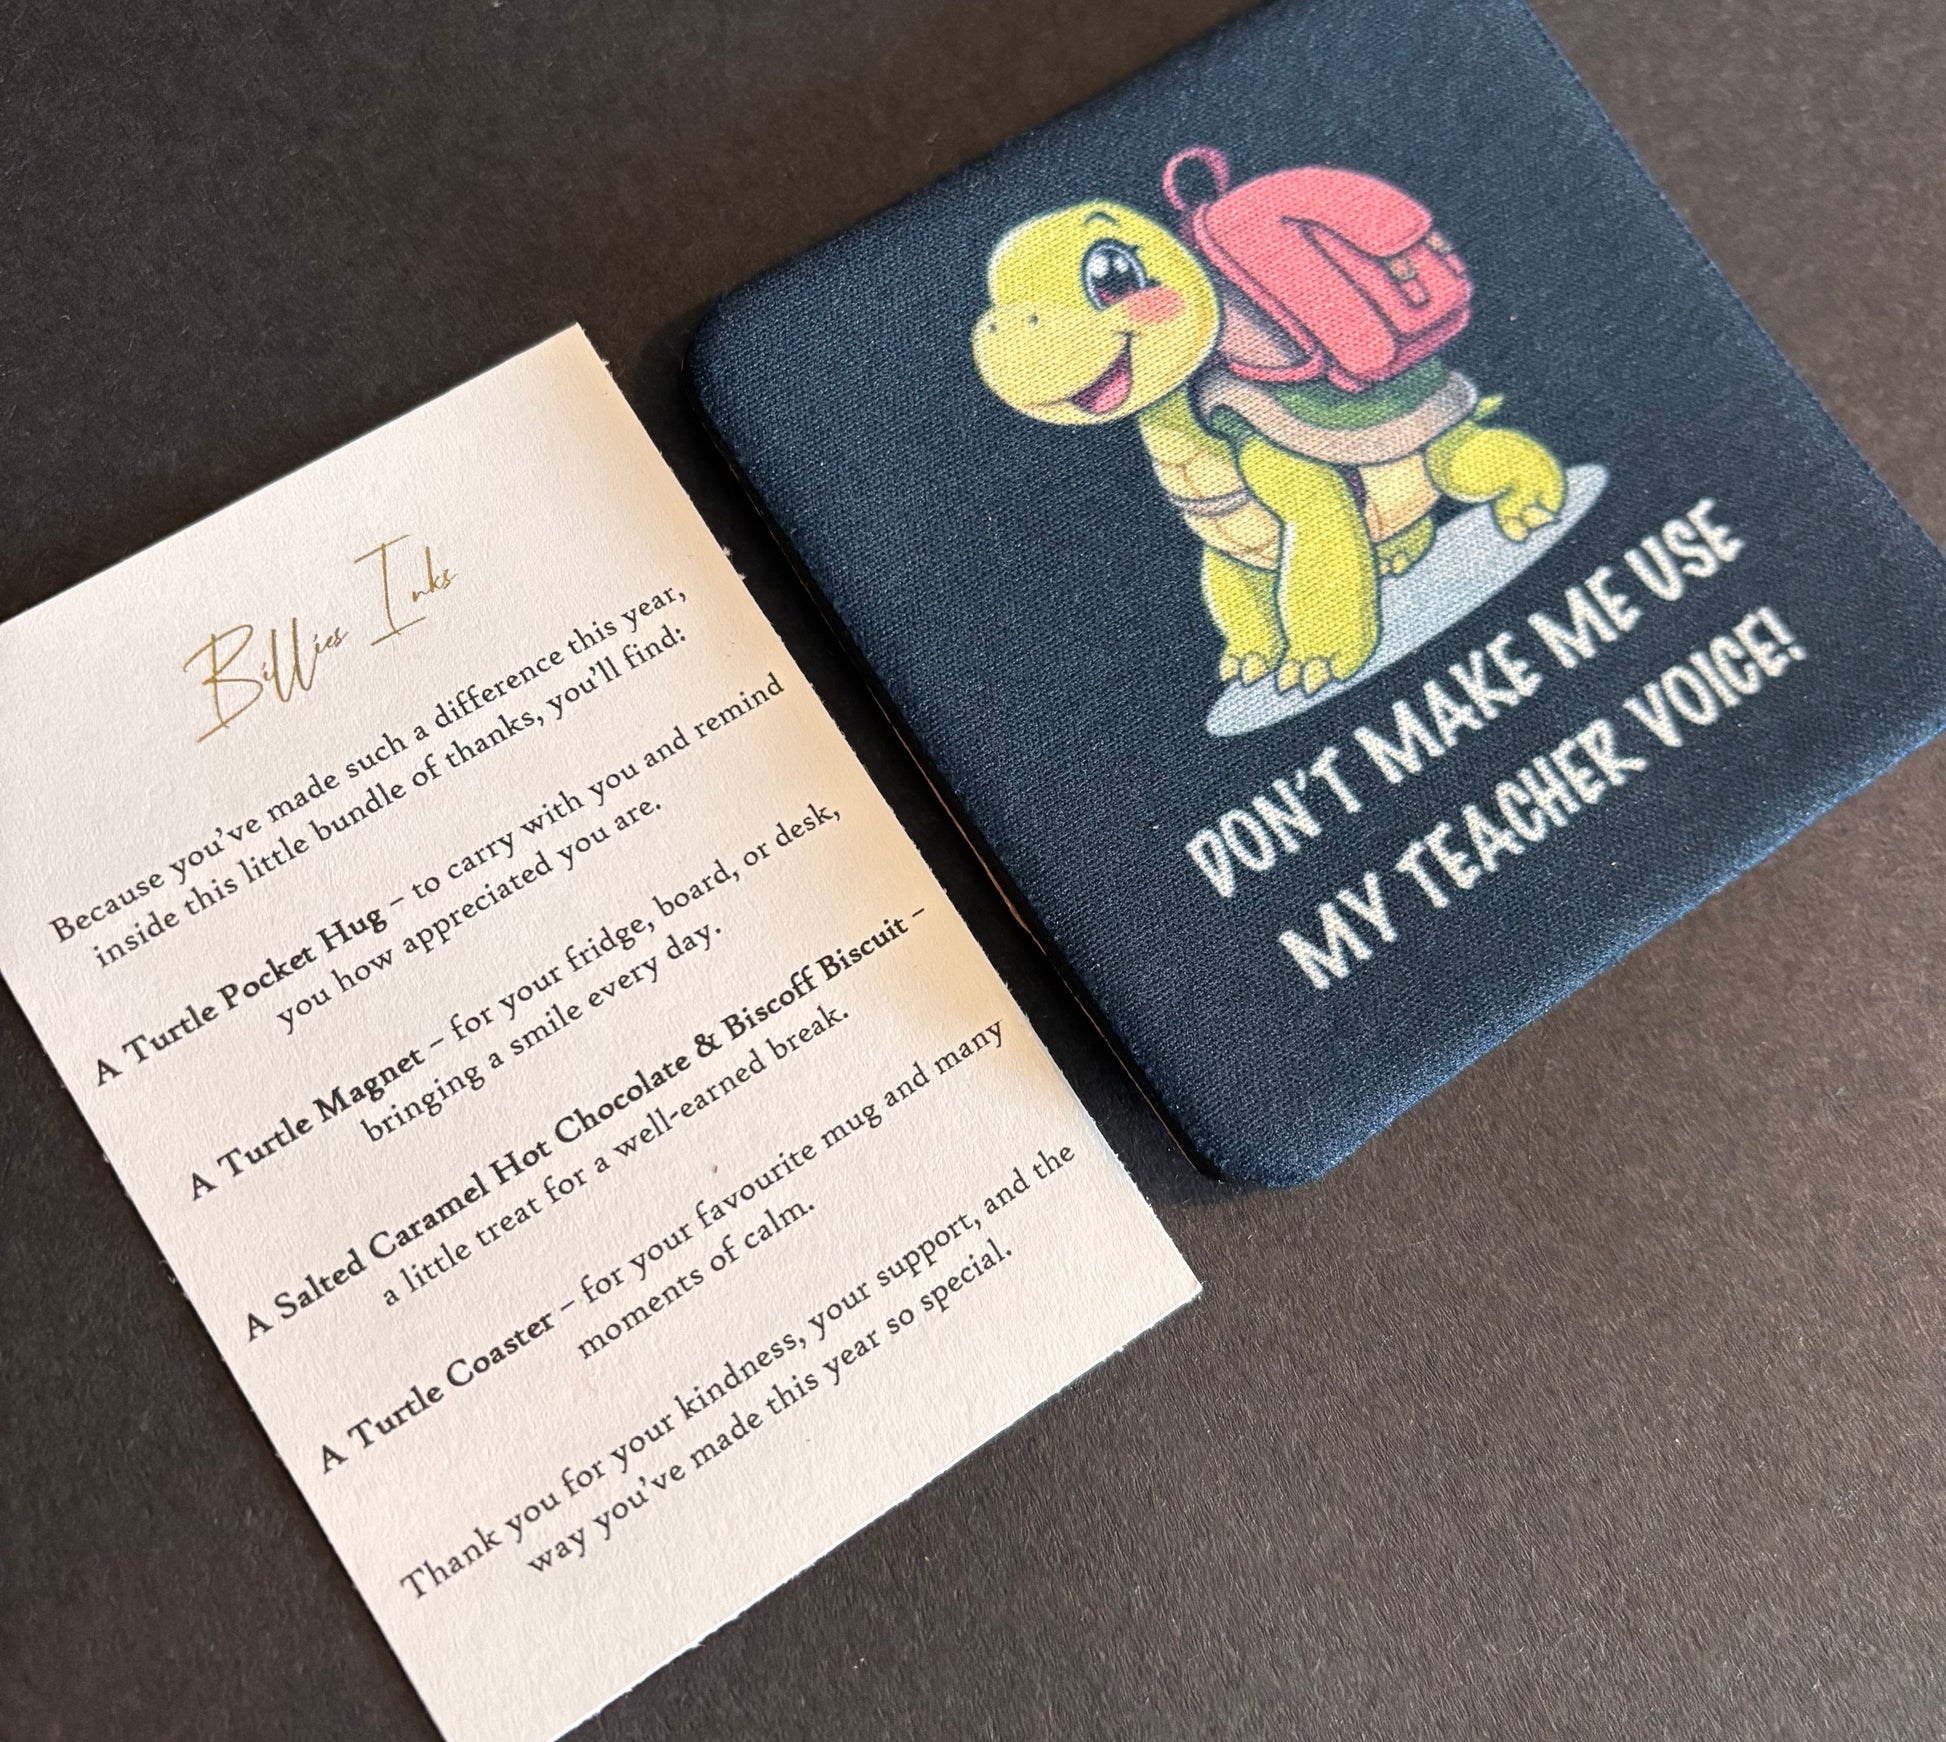 Billies Inks
Because you've made such a difference this year,
inside this little bundle of thanks, you'll find:
A Turtle Pocket Hug – to carry with you and remind
you how appreciated you are.
A Turtle Magnet – for your fridge, board, or desk,
bringing a smile every day.
A Salted Caramel Hot Chocolate & Biscoff Biscuit –
a little treat for a well-earned break.
A Turtle Coaster – for your favourite mug and many
moments of calm.
Thank you for your kindness, your support, and the
way you've made this year so special.
DON'T MAKE ME USE
MY TEACHER VOICE!